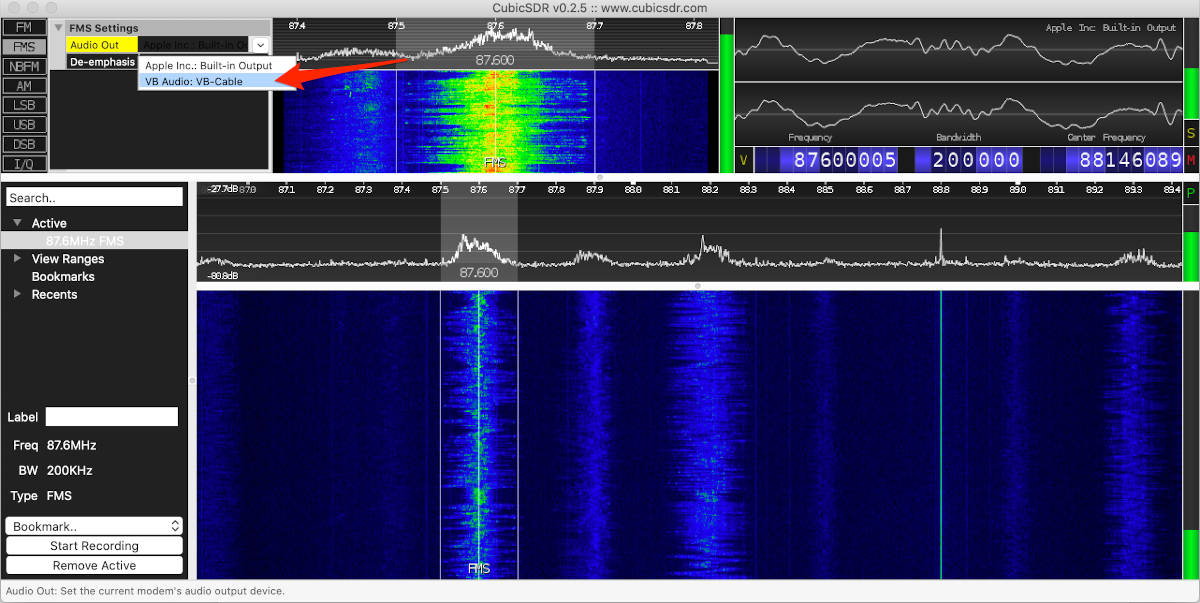 CubicSDR v0.2.5 :: www.cubicsdr.com
FM
FMS
NBFM
AM
LSB
USB
DSB
I/Q
FMS Settings
Audio Out
Apple Inc.: Built-in O
De-emphasis
Apple Inc.: Built-in Output
VB Audio: VB-Cable
87.4 87.5 87.6 87.7 87.8
87.600
FMS
Apple Inc: Built-in Output
Frequency Bandwidth Center Frequency
V 87600005 200000 88146089
S
M
P
Search..
Active
87.6MHz FMS
View Ranges
Bookmarks
Recents
-27.7dB 87.0 87.1 87.2 87.3 87.4 87.5 87.6 87.7 87.8 87.9 88.0 88.1 88.2 88.3 88.4 88.5 88.6 88.7 88.8 88.9 89.0 89.1 89.2 89.3 89.4
87.600
-80.8dB
FMS
Label
Freq 87.6MHz
BW 200KHz
Type FMS
Bookmark..
Start Recording
Remove Active
Audio Out: Set the current modem's audio output device.